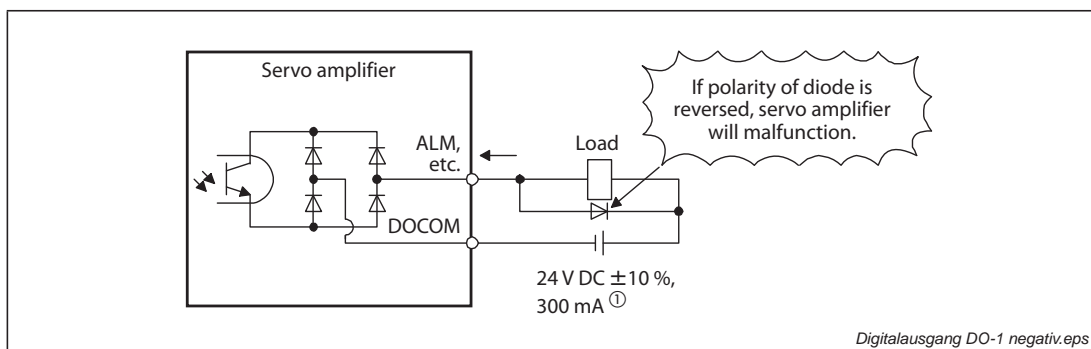 Servo amplifier
If polarity of diode is
reversed, servo amplifier
will malfunction.
ALM,
etc.
Load
DOCOM
24 V DC ±10 %,
300 mA ①
Digitalausgang DO-1 negativ.eps